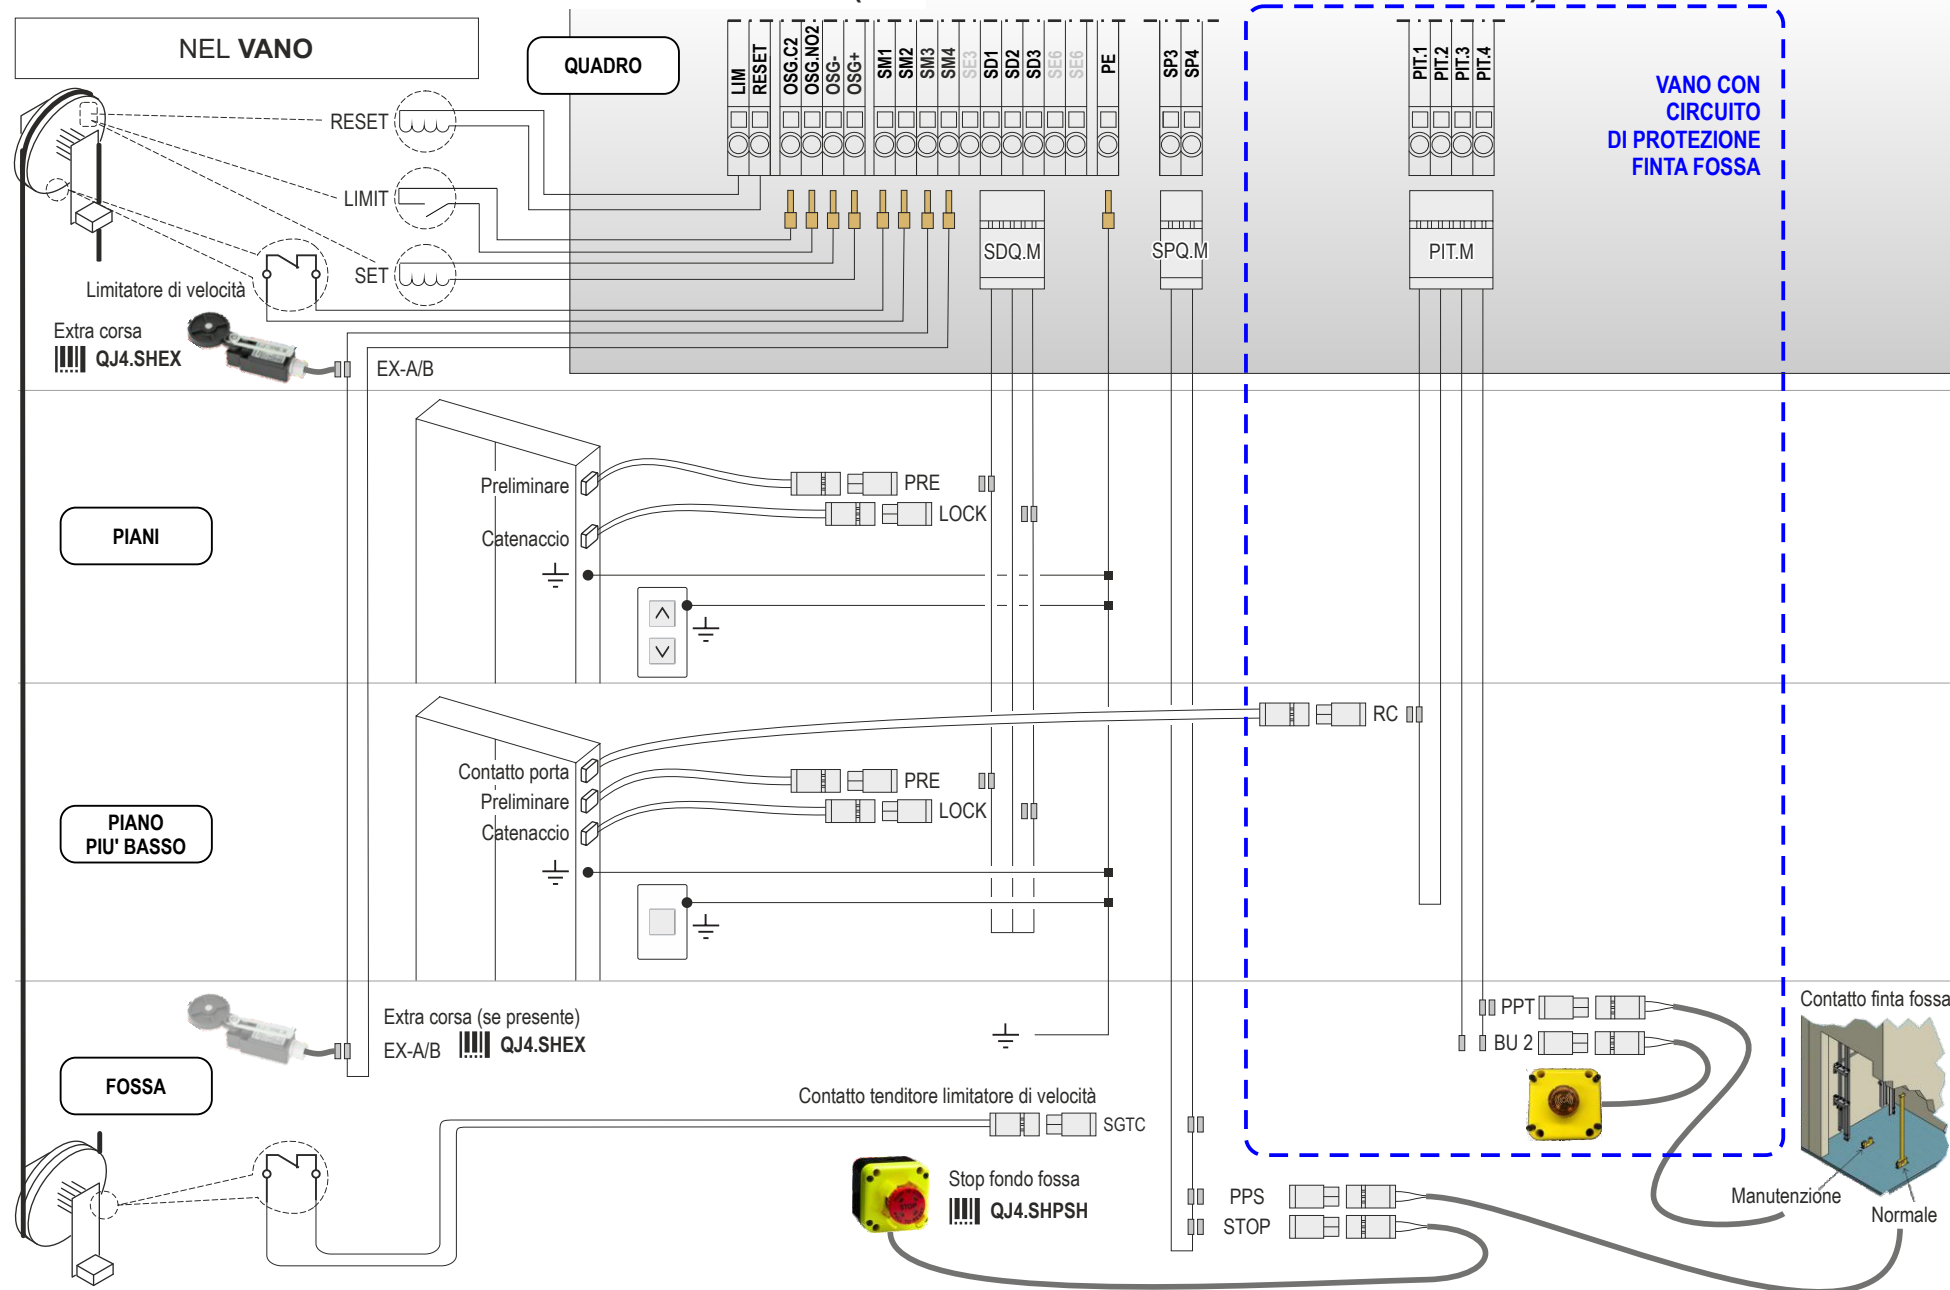 NEL VANO
QUADRO
LIM
RESET
OSG.C2
OSG.NO2
OSG-
OSG+
SM1
SM2
SM3
SM4
SE3
SD1
SD2
SD3
SE6
SE6
PE
SP3
SP4
PIT.1
PIT.2
PIT.3
PIT.4
VANO CON
CIRCUITO
DI PROTEZIONE
FINTA FOSSA
RESET
LIMIT
SET
SDQ.M
SPQ.M
PIT.M
Limitatore di velocità
Extra corsa
QJ4.SHEX
EX-A/B
Preliminare
PRE
LOCK
Catenaccio
PIANI
RC
Contatto porta
Preliminare
PRE
LOCK
Catenaccio
PIANO
PIU' BASSO
Extra corsa (se presente)
EX-A/B
QJ4.SHEX
PPT
BU 2
Contatto finta fossa
FOSSA
Contatto tenditore limitatore di velocità
SGTC
Stop fondo fossa
QJ4.SHPSH
STOP
PPS
STOP
Manutenzione
Normale